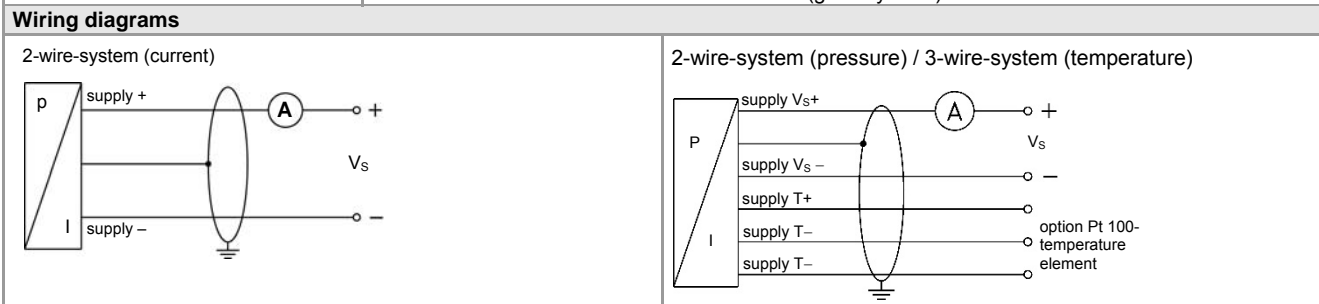 Wiring diagrams
2-wire-system (current)
p
supply +
A
+
VS
I
supply –
–
2-wire-system (pressure) / 3-wire-system (temperature)
supply VS+
A
+
P
VS
supply VS –
–
supply T+
I
supply T–
supply T–
option Pt 100-
temperature
element